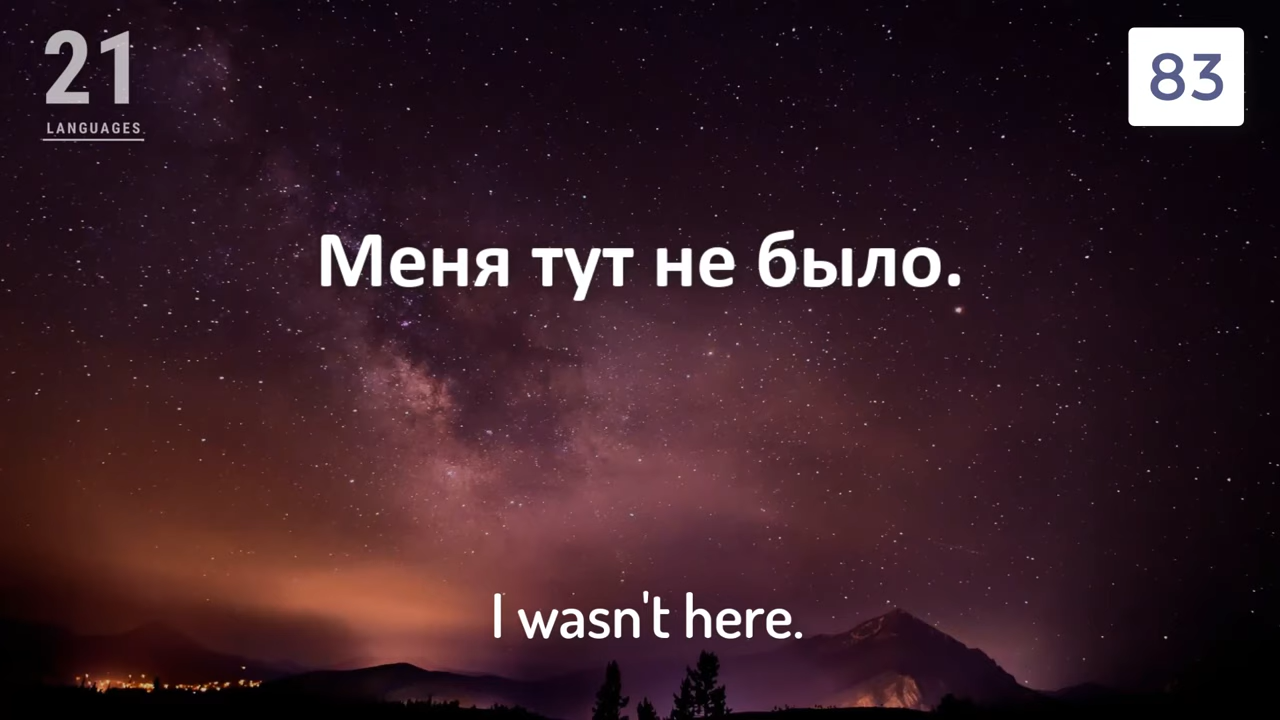 21
LANGUAGES
83
Меня тут не было.
I wasn't here.